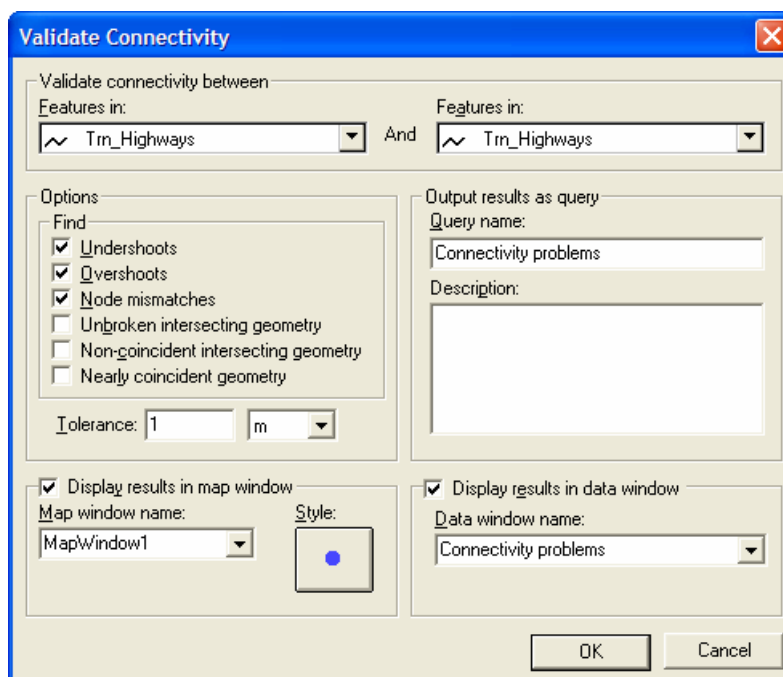 Validate Connectivity
Validate connectivity between
Features in:
Trn_Highways
And
Features in:
Trn_Highways
Options
Find
Undershoots
Overshoots
Node mismatches
Unbroken intersecting geometry
Non-coincident intersecting geometry
Nearly coincident geometry
Tolerance: 1 m
Output results as query
Query name:
Connectivity problems
Description:
Display results in map window
Map window name:
MapWindow1
Style:
Display results in data window
Data window name:
Connectivity problems
OK
Cancel